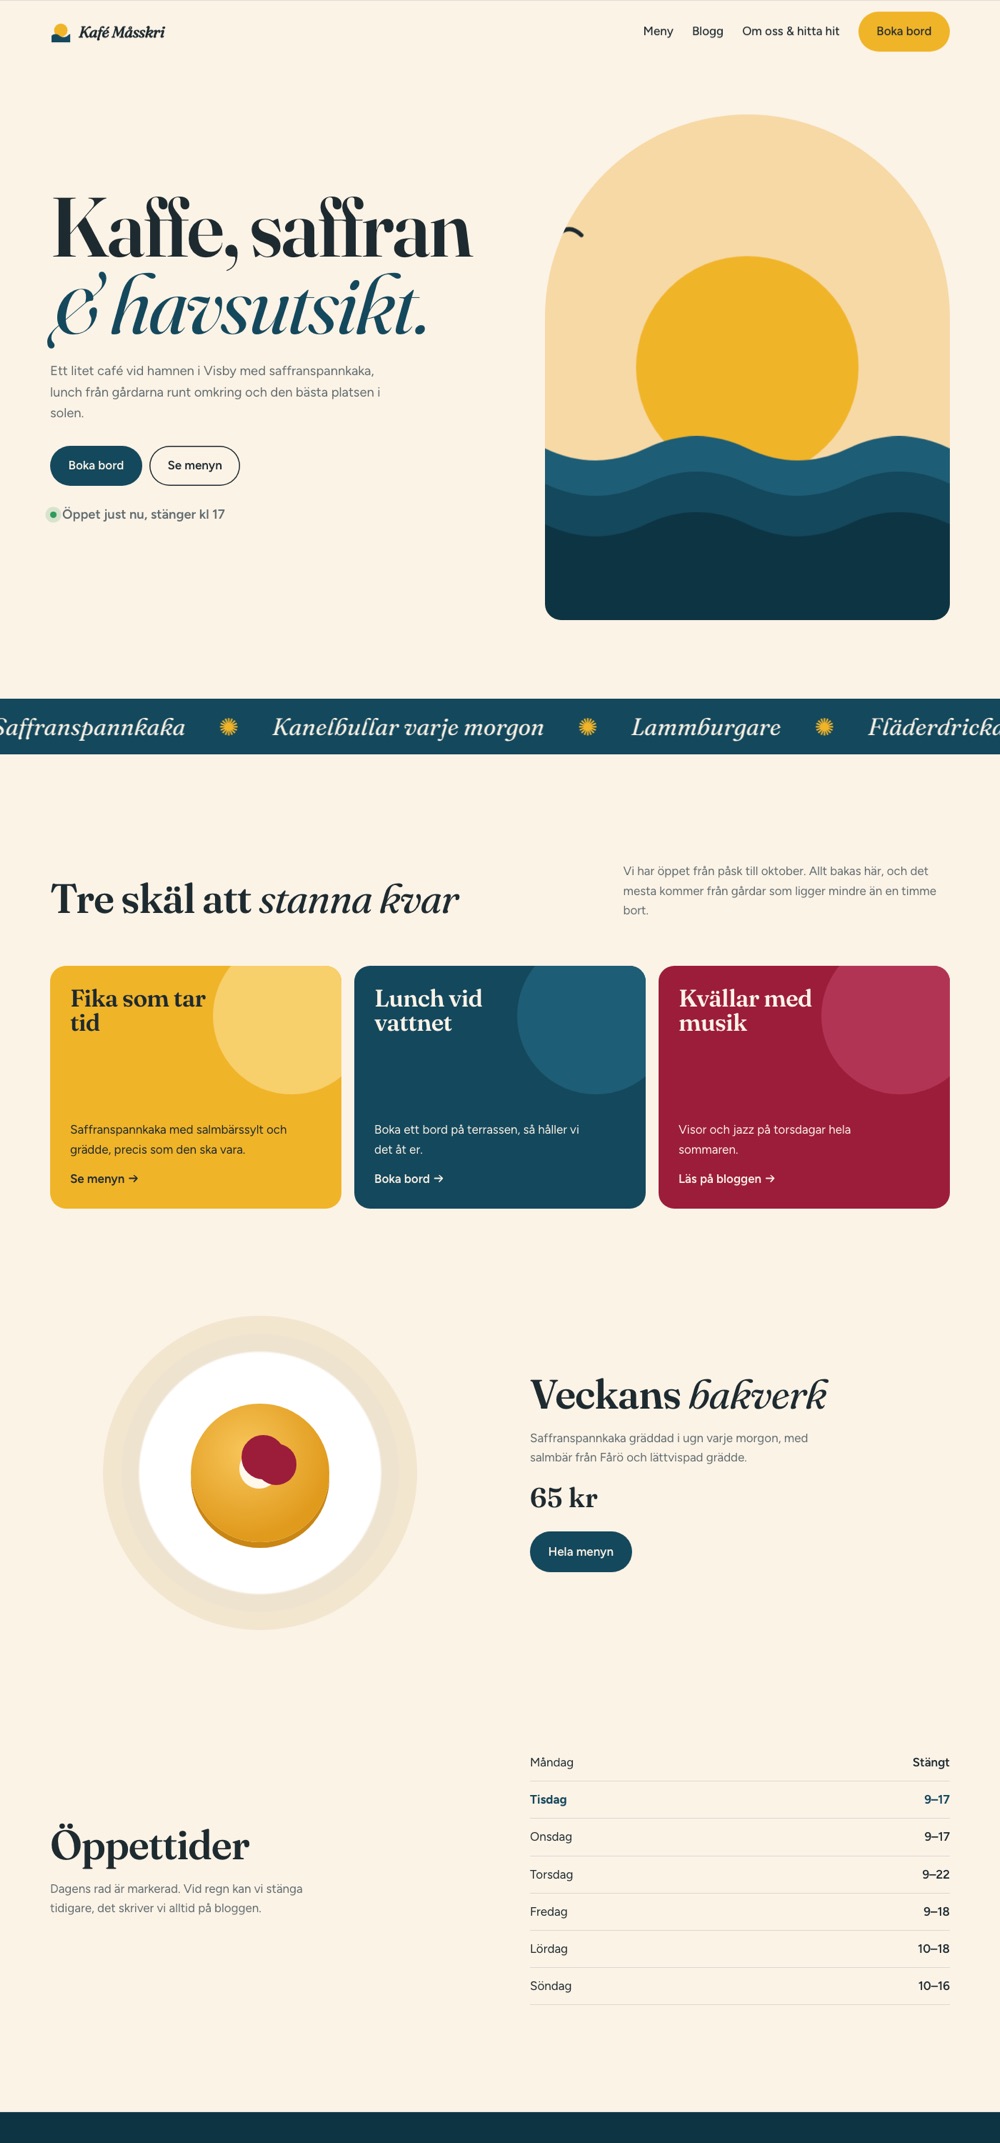 Kafé Måsskri
Meny Blogg Om oss & hitta hit Boka bord
Kaffe, saffran
& havsutsikt.
Ett litet café vid hamnen i Visby med saffranspannkaka,
lunch från gårdarna runt omkring och den bästa platsen i
solen.
Boka bord Se menyn
Öppet just nu, stänger kl 17
Saffranspannkaka Kanelbullar varje morgon Lammburgare Fläderdricka
Tre skäl att stanna kvar
Vi har öppet från påsk till oktober. Allt bakas här, och det
mesta kommer från gårdar som ligger mindre än en timme
bort.
Fika som tar
tid
Saffranspannkaka med salmbärssylt och
grädde, precis som den ska vara.
Se menyn →
Lunch vid
vattnet
Boka ett bord på terrassen, så håller vi
det åt er.
Boka bord →
Kvällar med
musik
Visor och jazz på torsdagar hela
sommaren.
Läs på bloggen →
Veckans bakverk
Saffranspannkaka gräddad i ugn varje morgon, med
salmbär från Fårö och lättvispad grädde.
65 kr
Hela menyn
Öppettider
Dagens rad är markerad. Vid regn kan vi stänga
tidigare, det skriver vi alltid på bloggen.
Måndag Stängt
Tisdag 9–17
Onsdag 9–17
Torsdag 9–22
Fredag 9–18
Lördag 10–18
Söndag 10–16